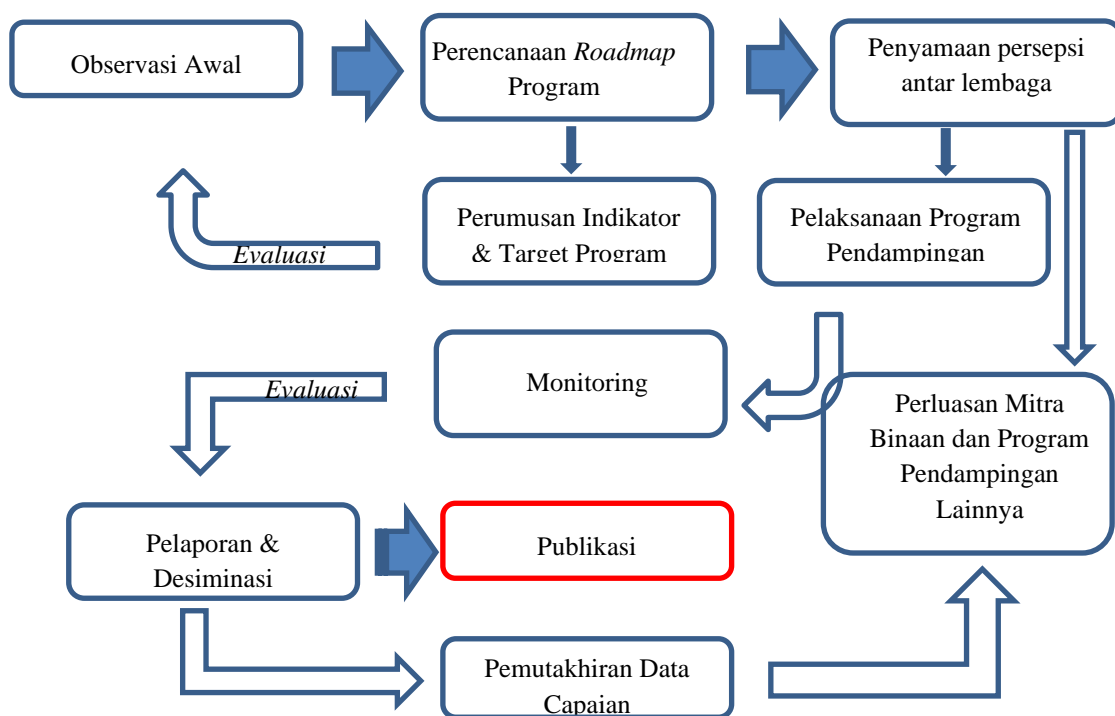 Observasi Awal
Perencanaan Roadmap
Program
Penyamaan persepsi
antar lembaga
Perumusan Indikator
& Target Program
Pelaksanaan Program
Pendampingan
Evaluasi
Monitoring
Evaluasi
Perluasan Mitra
Binaan dan Program
Pendampingan
Lainnya
Pelaporan &
Desiminasi
Publikasi
Pemutakhiran Data
Capaian